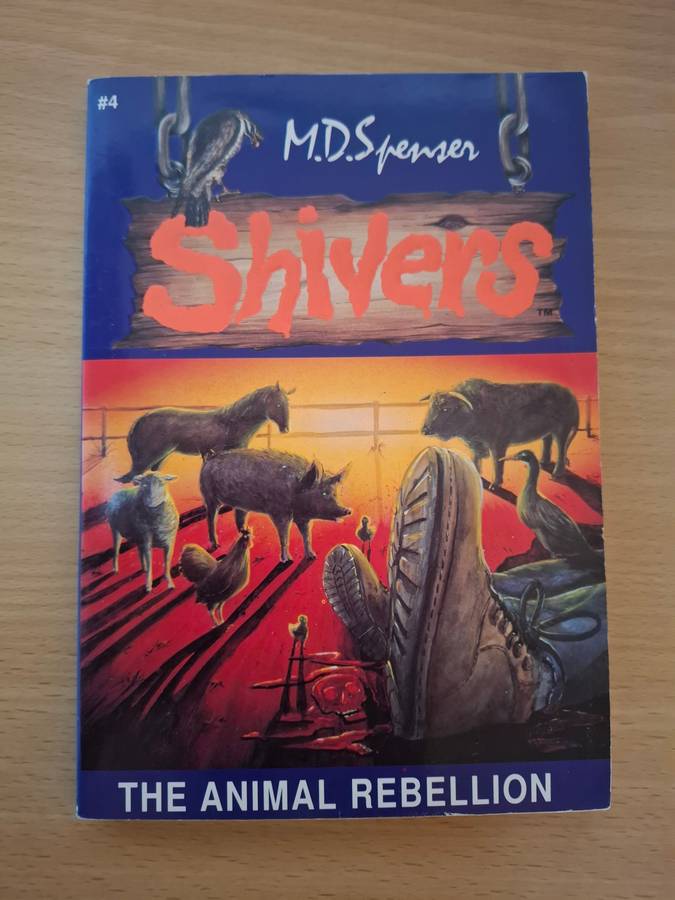 #4
M.D.Spenser
Shivers
TM
THE ANIMAL REBELLION